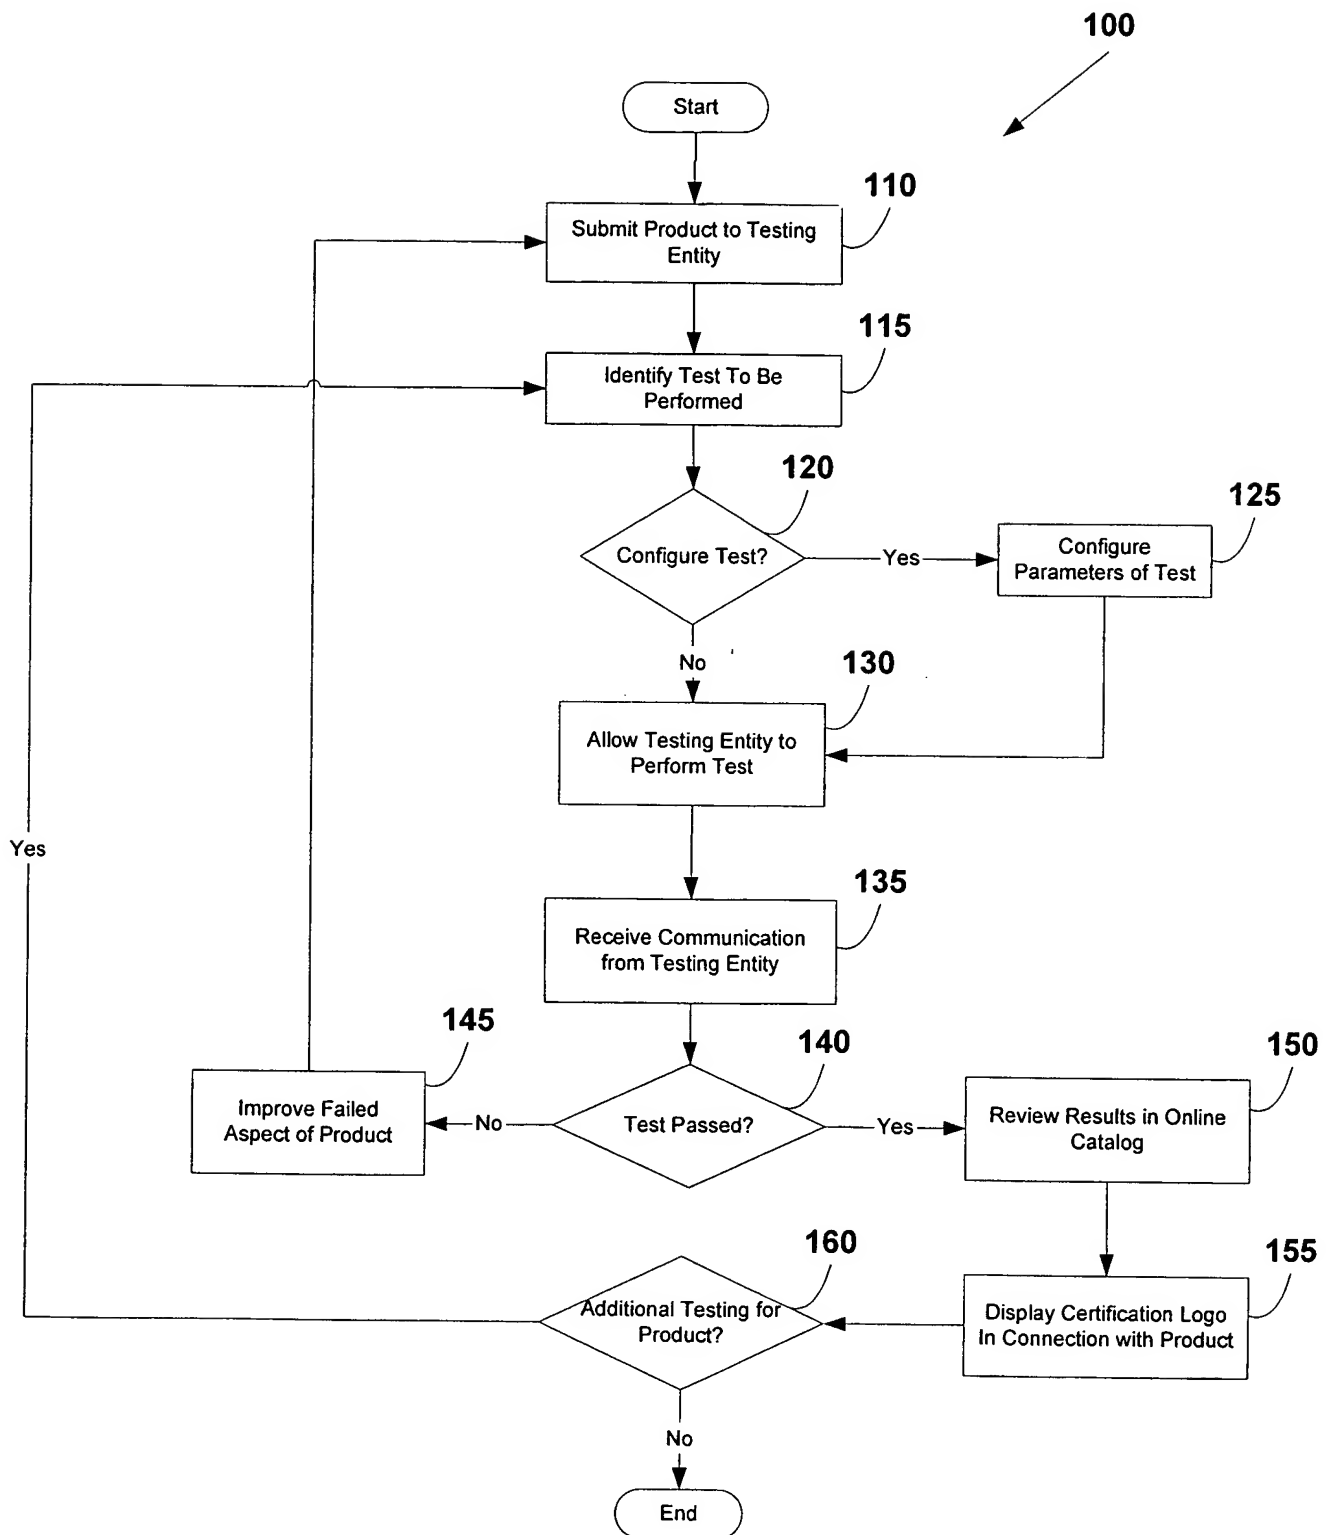 100
Start
110
Submit Product to Testing
Entity
115
Identify Test To Be
Performed
120
Configure Test?
Yes
125
Configure
Parameters of Test
No
130
Allow Testing Entity to
Perform Test
Yes
135
Receive Communication
from Testing Entity
145
Improve Failed
Aspect of Product
No
140
Test Passed?
Yes
150
Review Results in Online
Catalog
160
Additional Testing for
Product?
155
Display Certification Logo
In Connection with Product
No
End